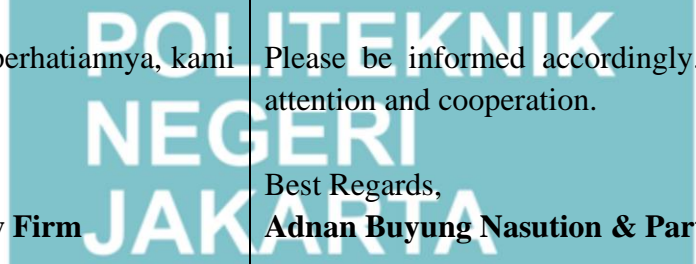 POLITEKNIK
NEGERI
JAKARTA
perhatiannya, kami
Firm
Please be informed accordingly.
attention and cooperation.
Best Regards,
Adnan Buyung Nasution & Par